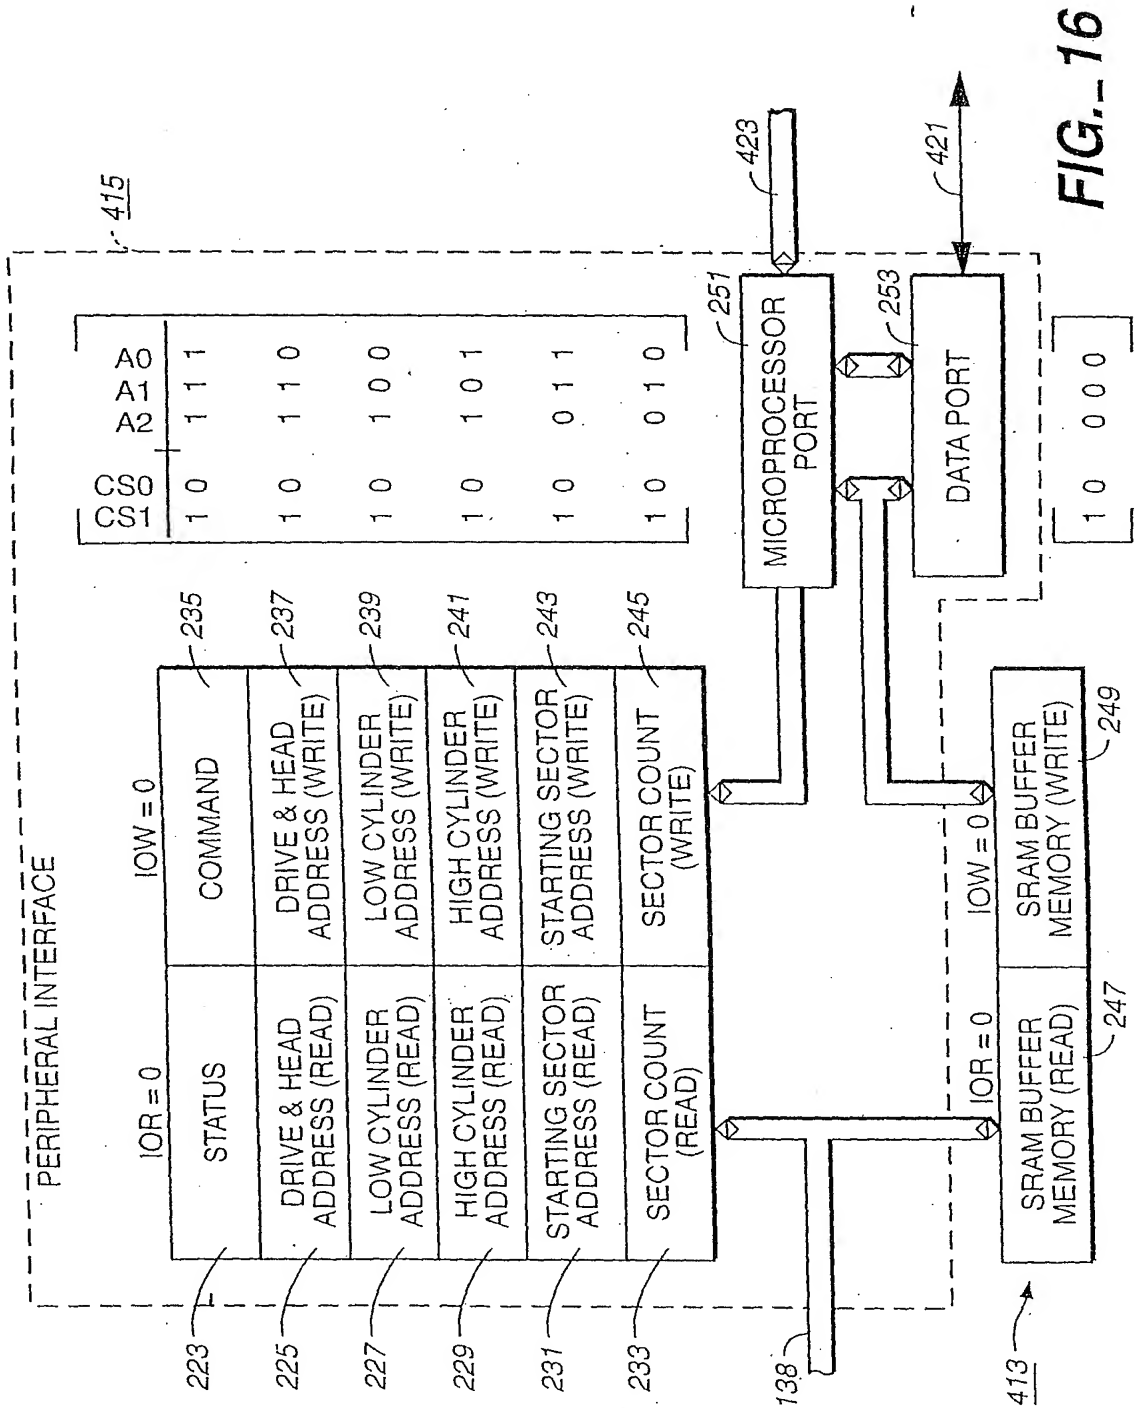 PERIPHERAL INTERFACE
415
IOR = 0
IOW = 0
CS1 CS0 A2 A1 A0
223
STATUS
COMMAND
235
1 0 1 1 1
225
DRIVE & HEAD
ADDRESS (READ)
DRIVE & HEAD
ADDRESS (WRITE)
237
1 0 1 1 0
227
LOW CYLINDER
ADDRESS (READ)
LOW CYLINDER
ADDRESS (WRITE)
239
1 0 1 0 0
229
HIGH CYLINDER
ADDRESS (READ)
HIGH CYLINDER
ADDRESS (WRITE)
241
1 0 1 0 1
231
STARTING SECTOR
ADDRESS (READ)
STARTING SECTOR
ADDRESS (WRITE)
243
1 0 0 1 1
233
SECTOR COUNT
(READ)
SECTOR COUNT
(WRITE)
245
1 0 0 1 0
251
MICROPROCESSOR
PORT
423
138
253
DATA PORT
421
IOR = 0
IOW = 0
413
SRAM BUFFER
MEMORY (READ)
SRAM BUFFER
MEMORY (WRITE)
1 0 0 0 0
247
249
FIG._16